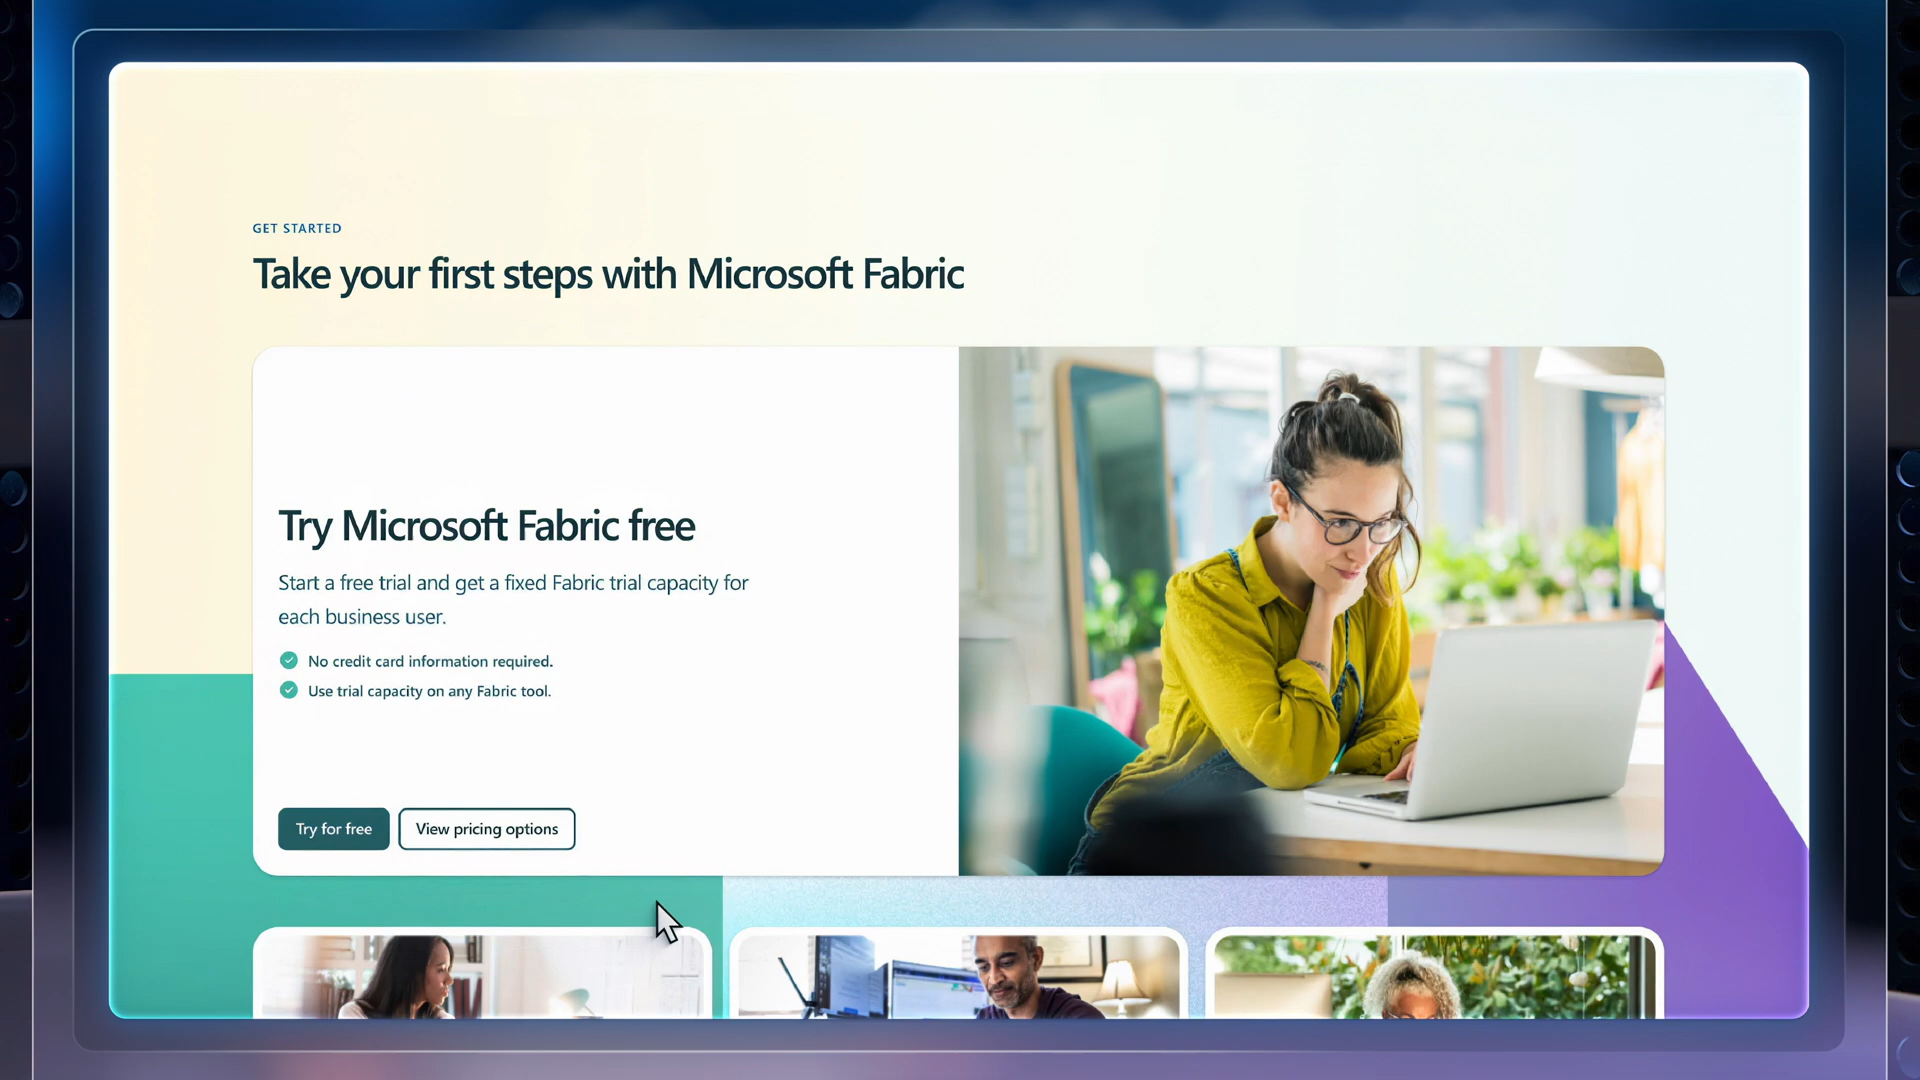 GET STARTED
Take your first steps with Microsoft Fabric
Try Microsoft Fabric free
Start a free trial and get a fixed Fabric trial capacity for
each business user.
No credit card information required.
Use trial capacity on any Fabric tool.
Try for free
View pricing options